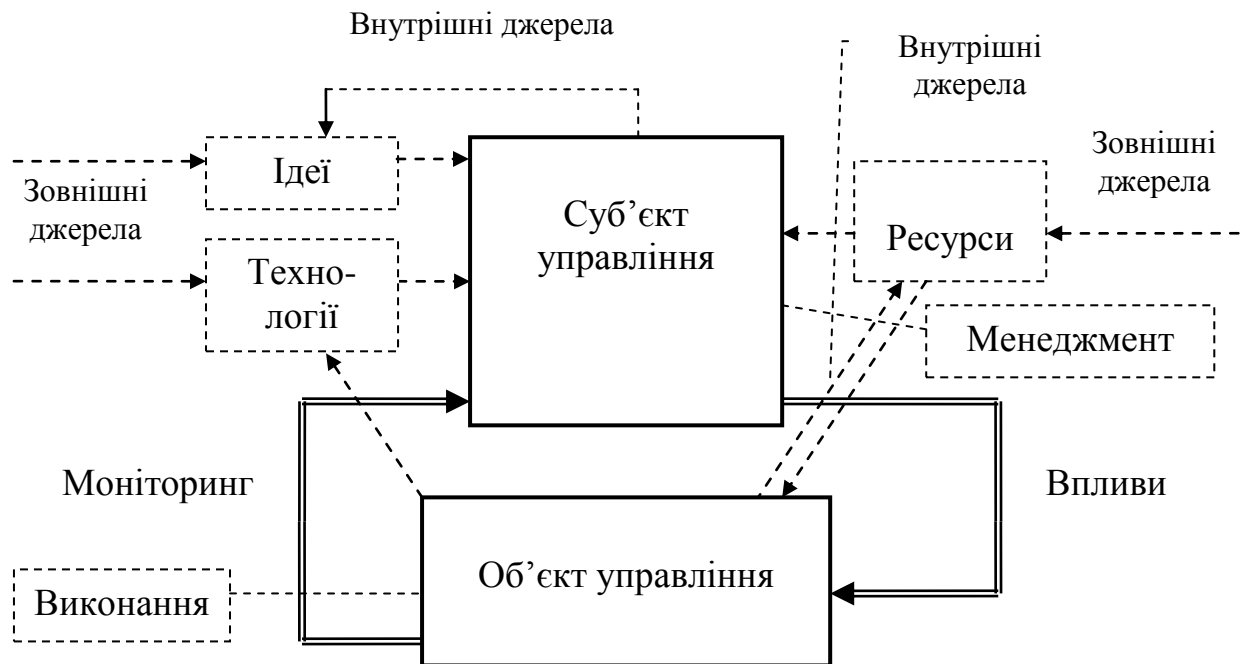 Внутрішні джерела
Внутрішні
джерела
Ідеї
Зовнішні
джерела
Зовнішні
джерела
Суб’єкт
управління
Ресурси
Техно-
логії
Менеджмент
Моніторинг
Впливи
Об’єкт управління
Виконання